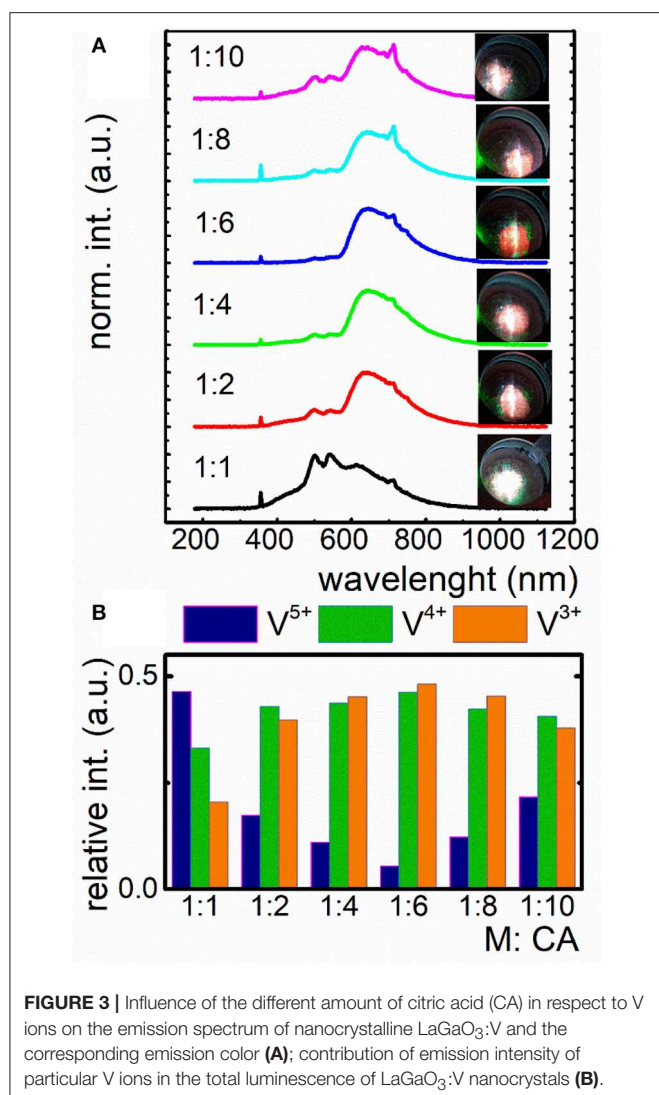 A
1:10
1:8
1:6
1:4
1:2
1:1
norm. int. (a.u.)
200 400 600 800 1000 1200
wavelenght (nm)
B
V⁵⁺ V⁴⁺ V³⁺
0.5
0.0
relative int. (a.u.)
1:1 1:2 1:4 1:6 1:8 1:10
M: CA
FIGURE 3 | Influence of the different amount of citric acid (CA) in respect to V
ions on the emission spectrum of nanocrystalline LaGaO₃:V and the
corresponding emission color (A); contribution of emission intensity of
particular V ions in the total luminescence of LaGaO₃:V nanocrystals (B).